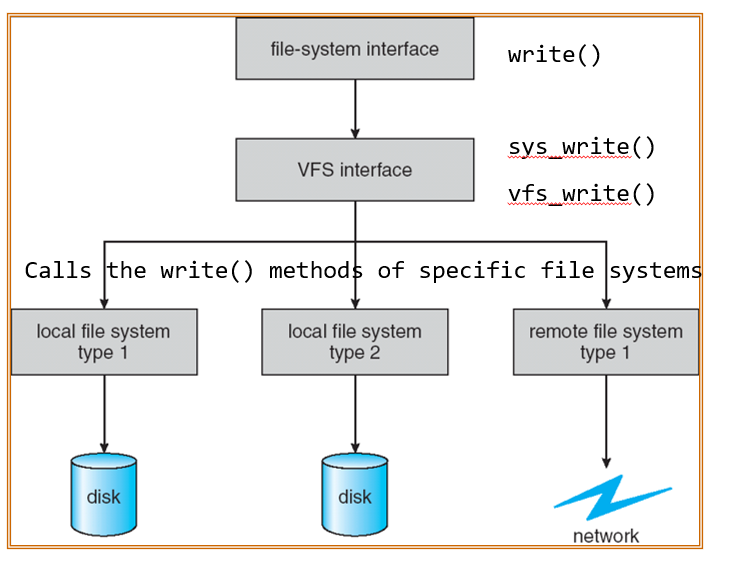 file-system interface
write()
VFS interface
sys_write()
vfs_write()
Calls the write() methods of specific file systems
local file system
type 1
local file system
type 2
remote file system
type 1
disk
disk
network